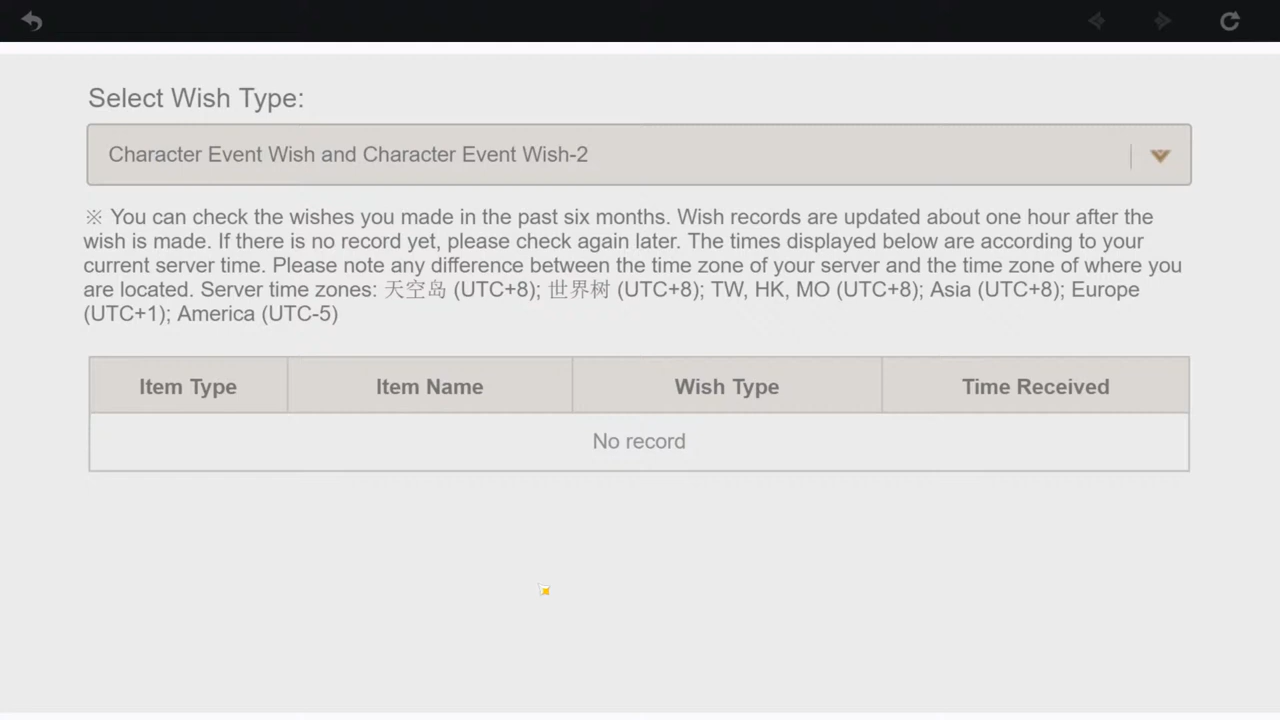 Select Wish Type:
Character Event Wish and Character Event Wish-2
※ You can check the wishes you made in the past six months. Wish records are updated about one hour after the
wish is made. If there is no record yet, please check again later. The times displayed below are according to your
current server time. Please note any difference between the time zone of your server and the time zone of where you
are located. Server time zones: 天空岛 (UTC+8); 世界树 (UTC+8); TW, HK, MO (UTC+8); Asia (UTC+8); Europe
(UTC+1); America (UTC-5)
Item Type Item Name Wish Type Time Received
No record